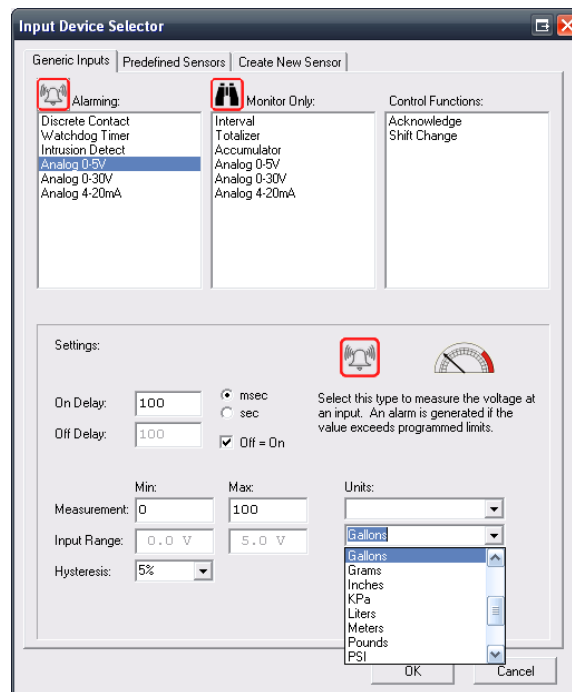 Input Device Selector
Generic Inputs
Predefined Sensors
Create New Sensor
Alarming:
Discrete Contact
Watchdog Timer
Intrusion Detect
Analog 0-5V
Analog 0-30V
Analog 4-20mA
Monitor Only:
Interval
Totalizer
Accumulator
Analog 0-5V
Analog 0-30V
Analog 4-20mA
Control Functions:
Acknowledge
Shift Change
Settings:
On Delay:
100
msec
sec
Off Delay:
100
Off = On
Select this type to measure the voltage at
an input. An alarm is generated if the
value exceeds programmed limits.
Min:
Max:
Units:
Measurement:
0
100
Input Range:
0.0 V
5.0 V
Gallons
Hysteresis:
5%
Gallons
Grams
Inches
KPa
Liters
Meters
Pounds
PSI
OK
Cancel